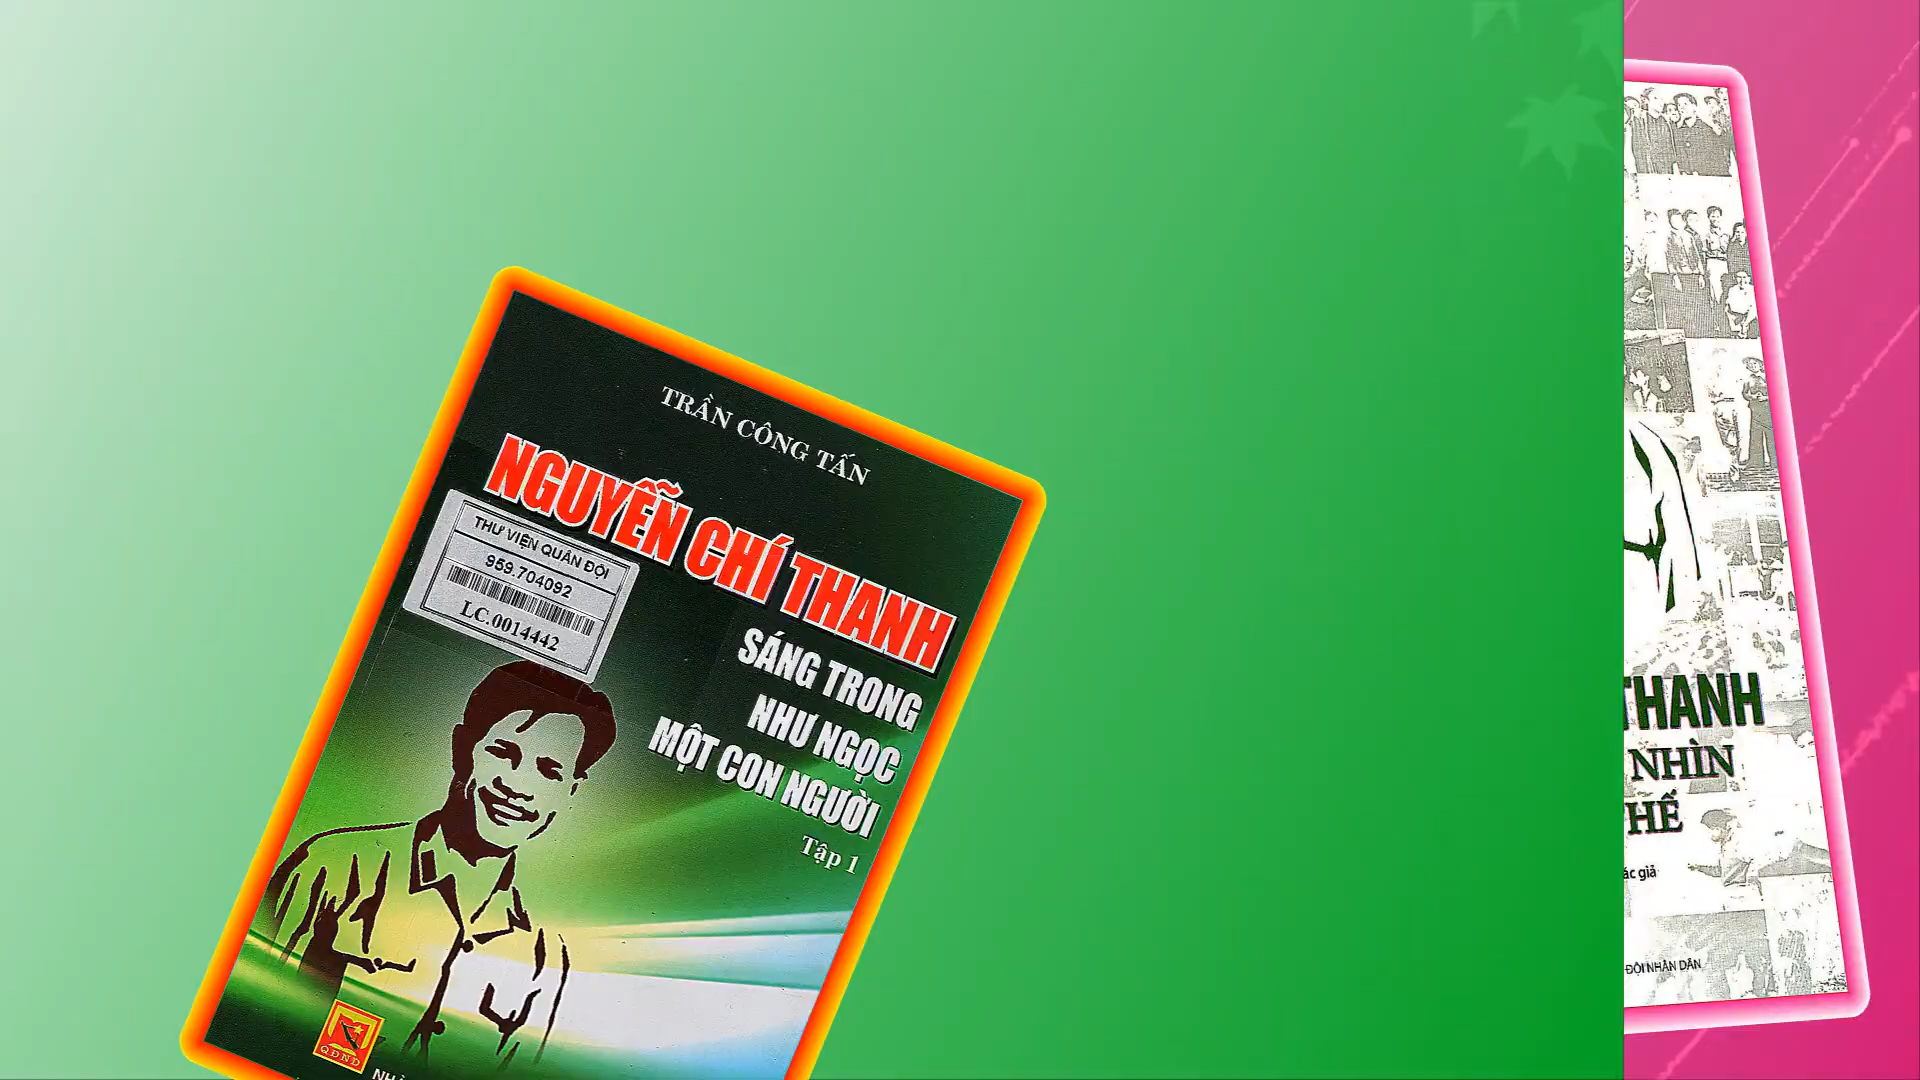 TRẦN CÔNG TẤN
NGUYỄN CHÍ THANH
THƯ VIỆN QUÂN ĐỘI
959.704092
LC.0014442
SÁNG TRONG
NHƯ NGỌC
MỘT CON NGƯỜI
Tập 1
QĐND
THANH
NHÌN
ác giả
ĐỘI NHÂN DÂN